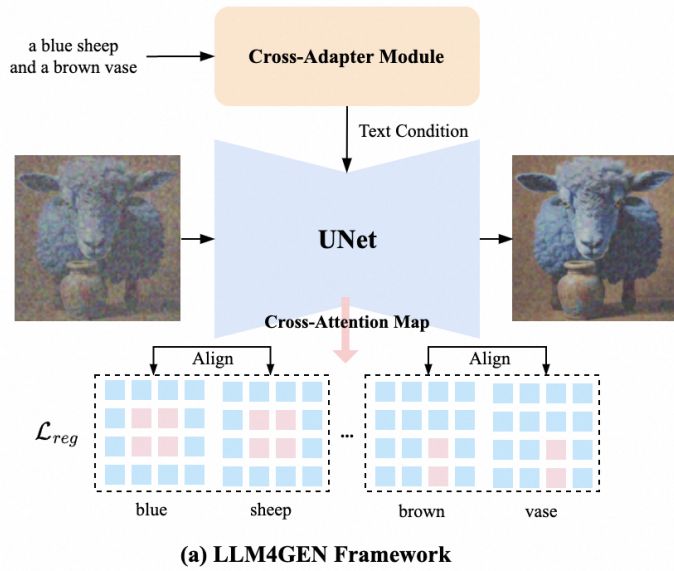 a blue sheep
and a brown vase
Cross-Adapter Module
Text Condition
UNet
Cross-Attention Map
Align
Align
ℒreg
...
blue
sheep
brown
vase
(a) LLM4GEN Framework